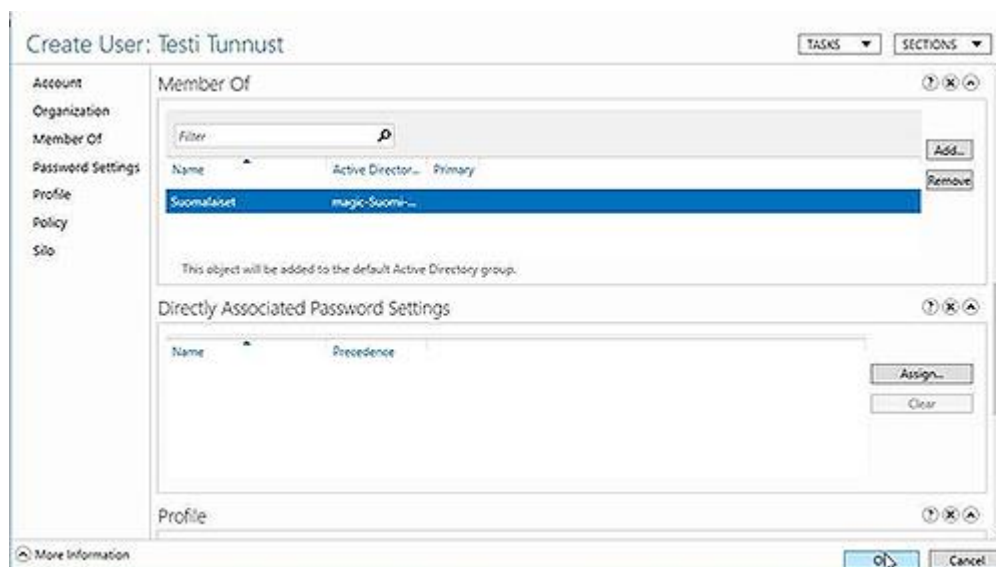 Create User: Testi Tunnust
TASKS
SECTIONS
Account
Organization
Member Of
Password Settings
Profile
Policy
Silo
Member Of
Filter
Add...
Name Active Director... Primary
Remove
Suomalaiset magic-Suomi-...
This object will be added to the default Active Directory group.
Directly Associated Password Settings
Name Precedence
Assign...
Clear
Profile
More Information
Cancel